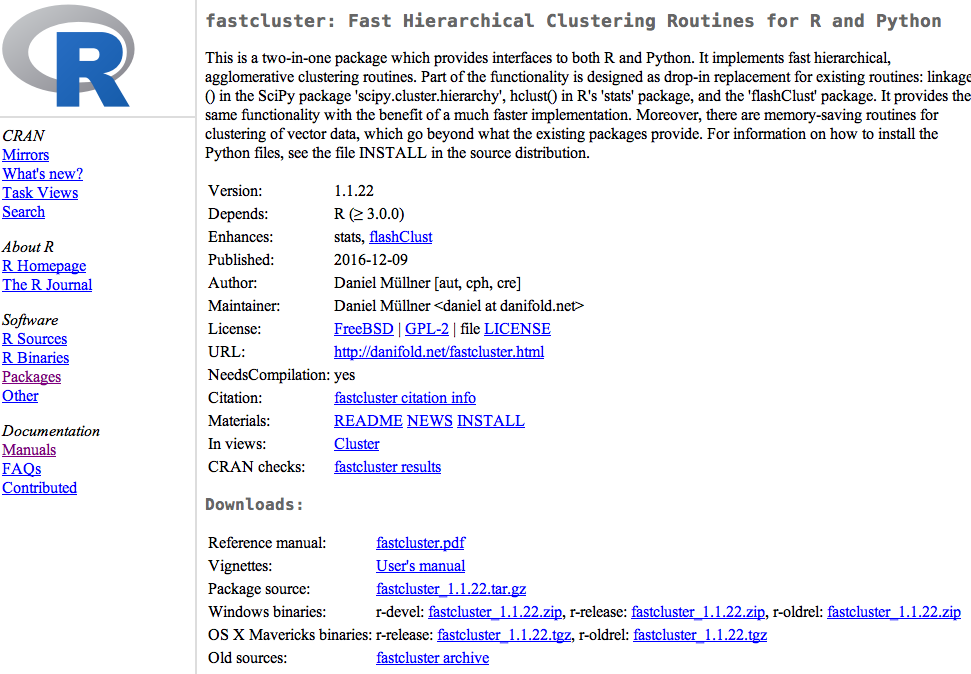 R
CRAN
Mirrors
What's new?
Task Views
Search
About R
R Homepage
The R Journal
Software
R Sources
R Binaries
Packages
Other
Documentation
Manuals
FAQs
Contributed
fastcluster: Fast Hierarchical Clustering Routines for R and Python
This is a two-in-one package which provides interfaces to both R and Python. It implements fast hierarchical,
agglomerative clustering routines. Part of the functionality is designed as drop-in replacement for existing routines: linkage
() in the SciPy package 'scipy.cluster.hierarchy', hclust() in R's 'stats' package, and the 'flashClust' package. It provides the
same functionality with the benefit of a much faster implementation. Moreover, there are memory-saving routines for
clustering of vector data, which go beyond what the existing packages provide. For information on how to install the
Python files, see the file INSTALL in the source distribution.
Version: 1.1.22
Depends: R (≥ 3.0.0)
Enhances: stats, flashClust
Published: 2016-12-09
Author: Daniel Müllner [aut, cph, cre]
Maintainer: Daniel Müllner <daniel at danifold.net>
License: FreeBSD | GPL-2 | file LICENSE
URL: http://danifold.net/fastcluster.html
NeedsCompilation: yes
Citation: fastcluster citation info
Materials: README NEWS INSTALL
In views: Cluster
CRAN checks: fastcluster results
Downloads:
Reference manual: fastcluster.pdf
Vignettes: User's manual
Package source: fastcluster_1.1.22.tar.gz
Windows binaries: r-devel: fastcluster_1.1.22.zip, r-release: fastcluster_1.1.22.zip, r-oldrel: fastcluster_1.1.22.zip
OS X Mavericks binaries: r-release: fastcluster_1.1.22.tgz, r-oldrel: fastcluster_1.1.22.tgz
Old sources: fastcluster archive